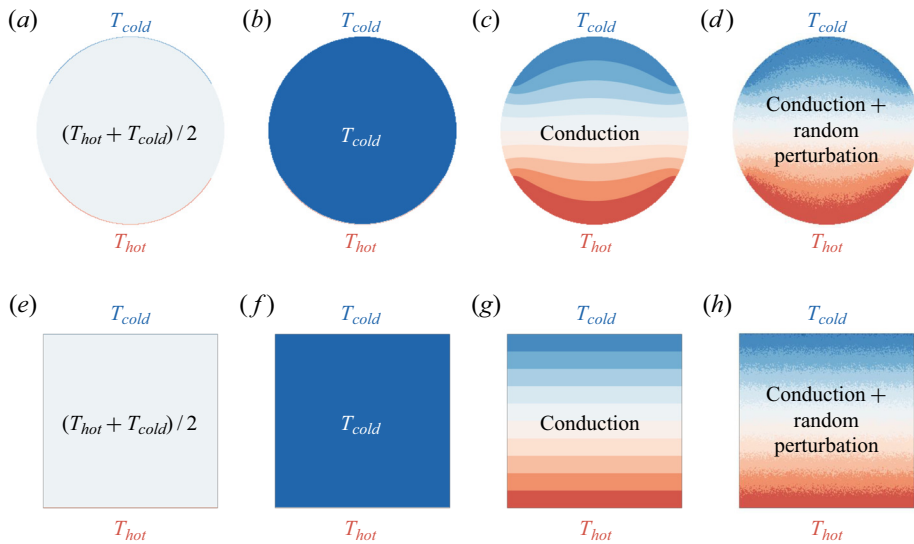 (a) T_cold (b) T_cold (c) T_cold (d) T_cold
(T_hot + T_cold) / 2
T_cold
Conduction
Conduction +
random
perturbation
T_hot T_hot T_hot T_hot
(e) T_cold (f) T_cold (g) T_cold (h) T_cold
(T_hot + T_cold) / 2
T_cold
Conduction
Conduction +
random
perturbation
T_hot T_hot T_hot T_hot